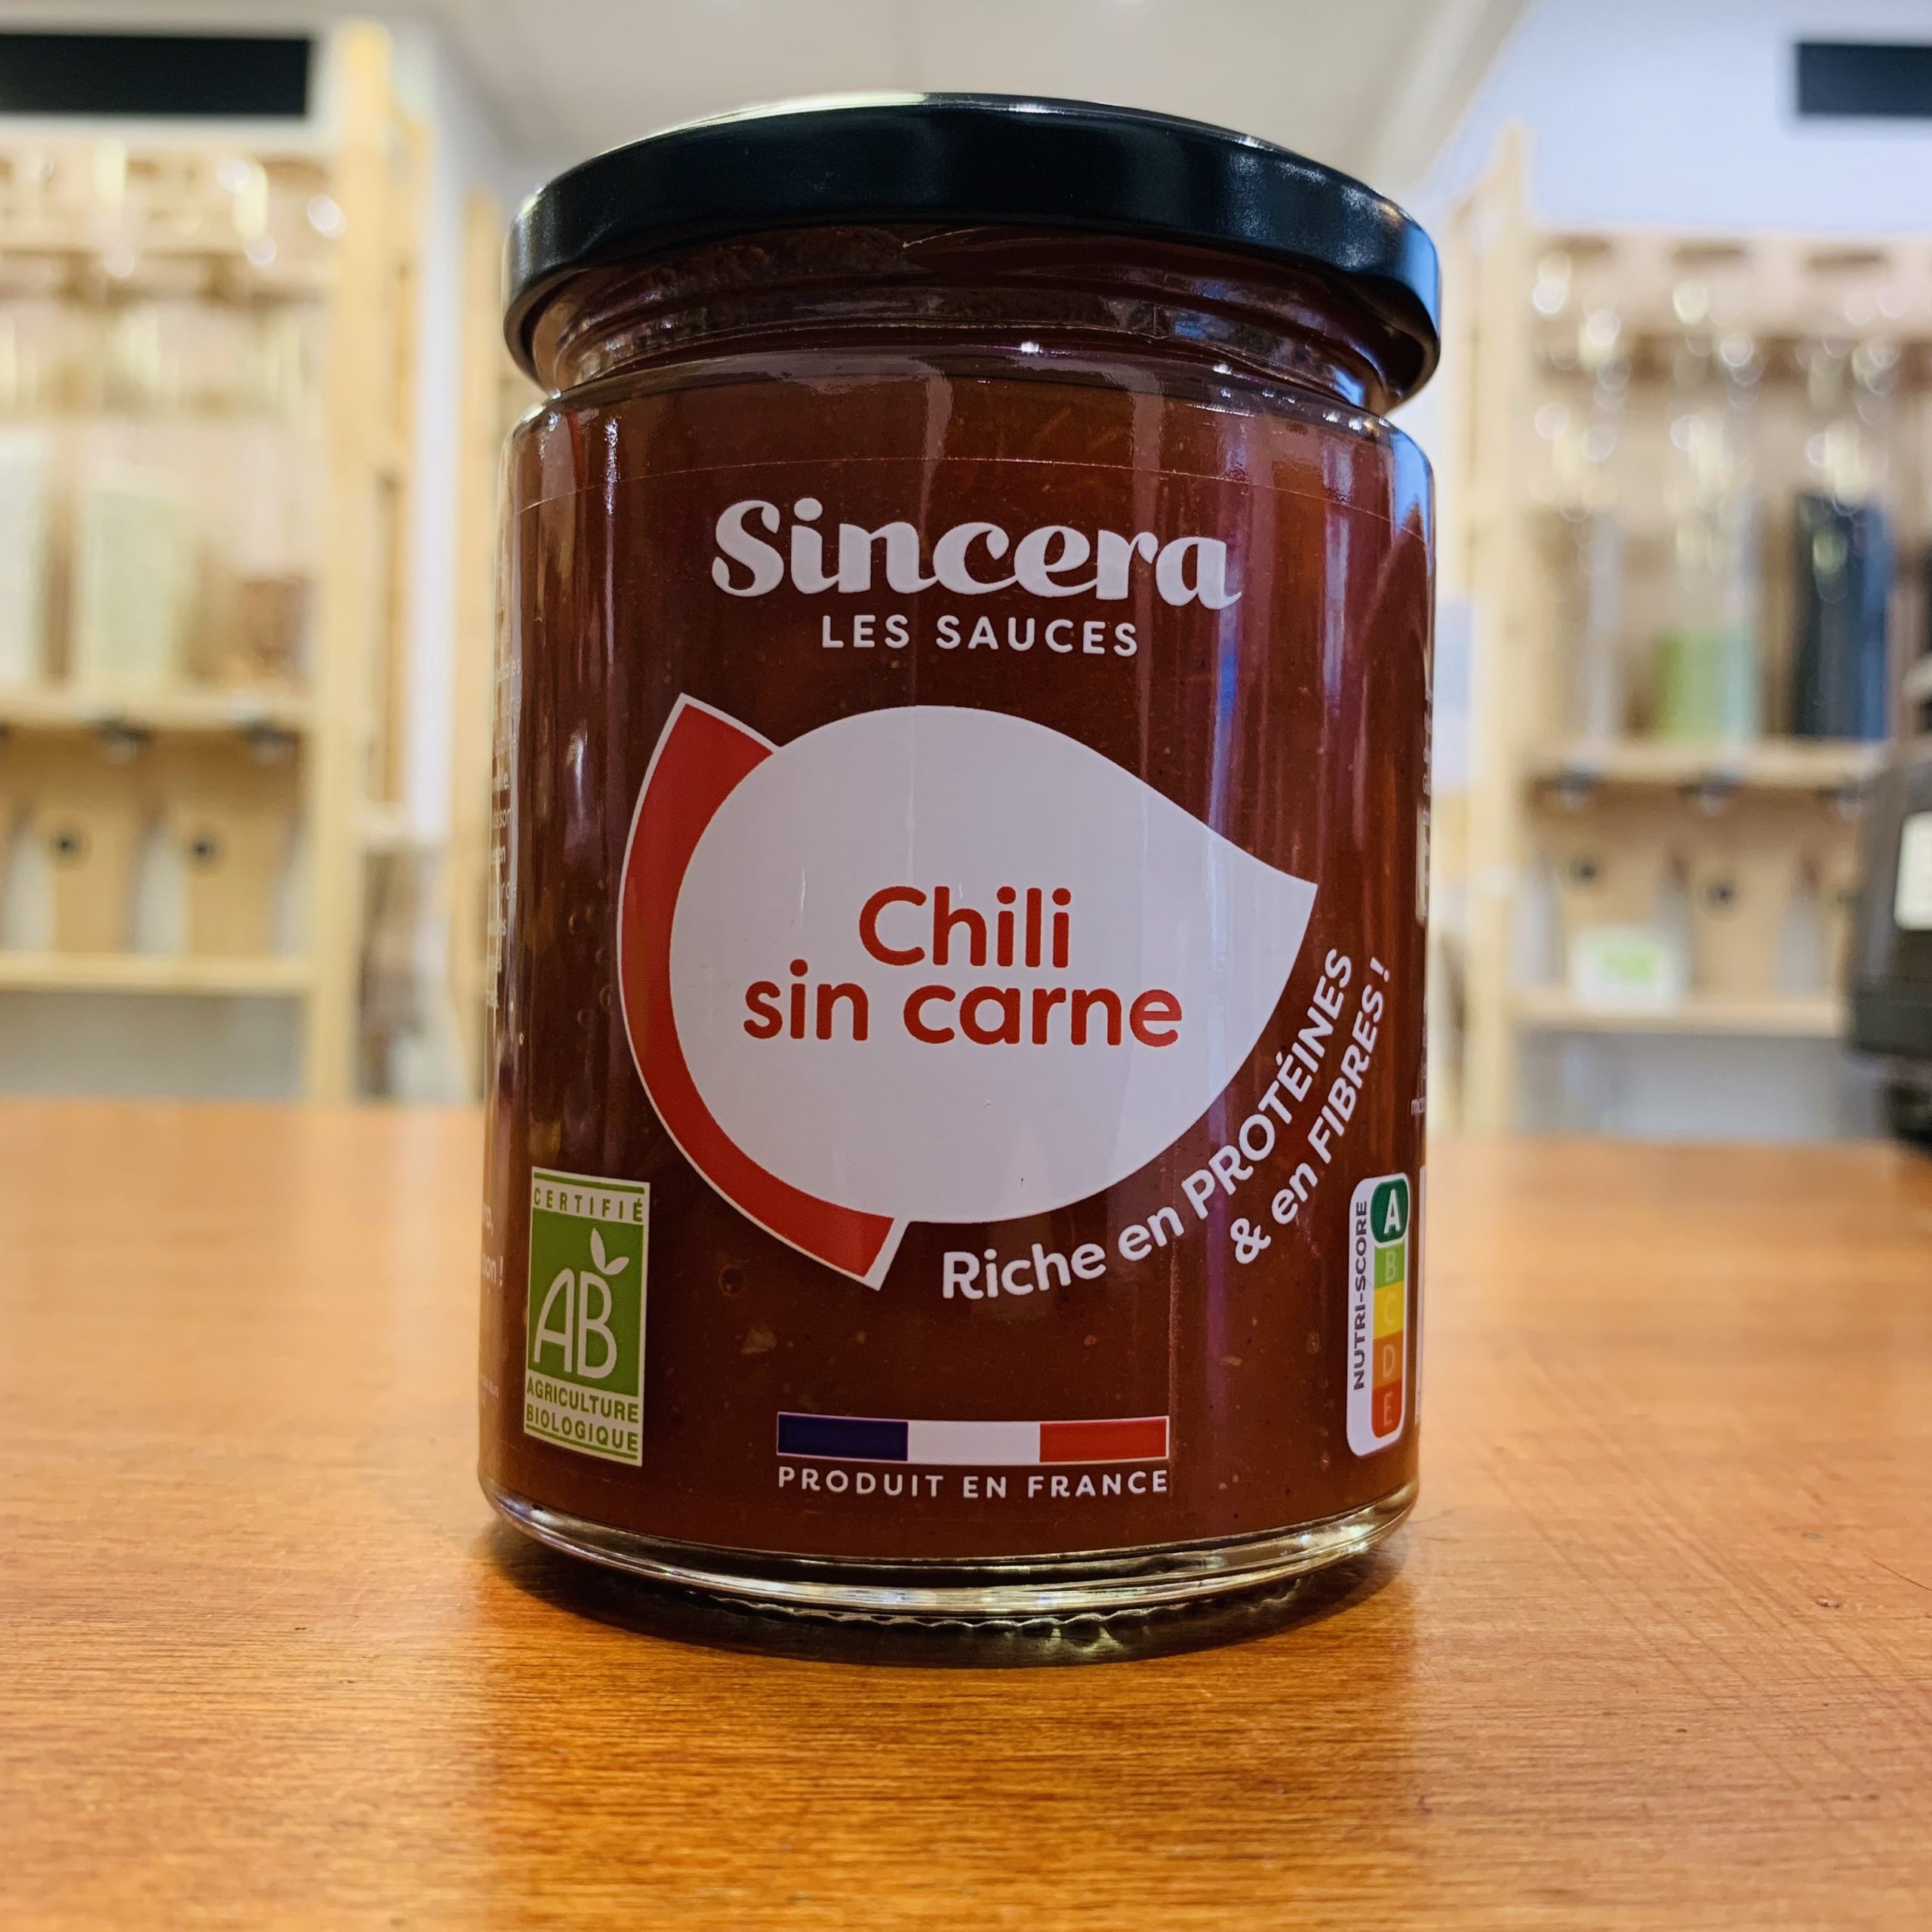 Sincera
LES SAUCES
Chili
sin carne
Riche en PROTÉINES
& en FIBRES !
CERTIFIÉ
AB
AGRICULTURE
BIOLOGIQUE
PRODUIT EN FRANCE
NUTRI-SCORE
A
B
C
D
E